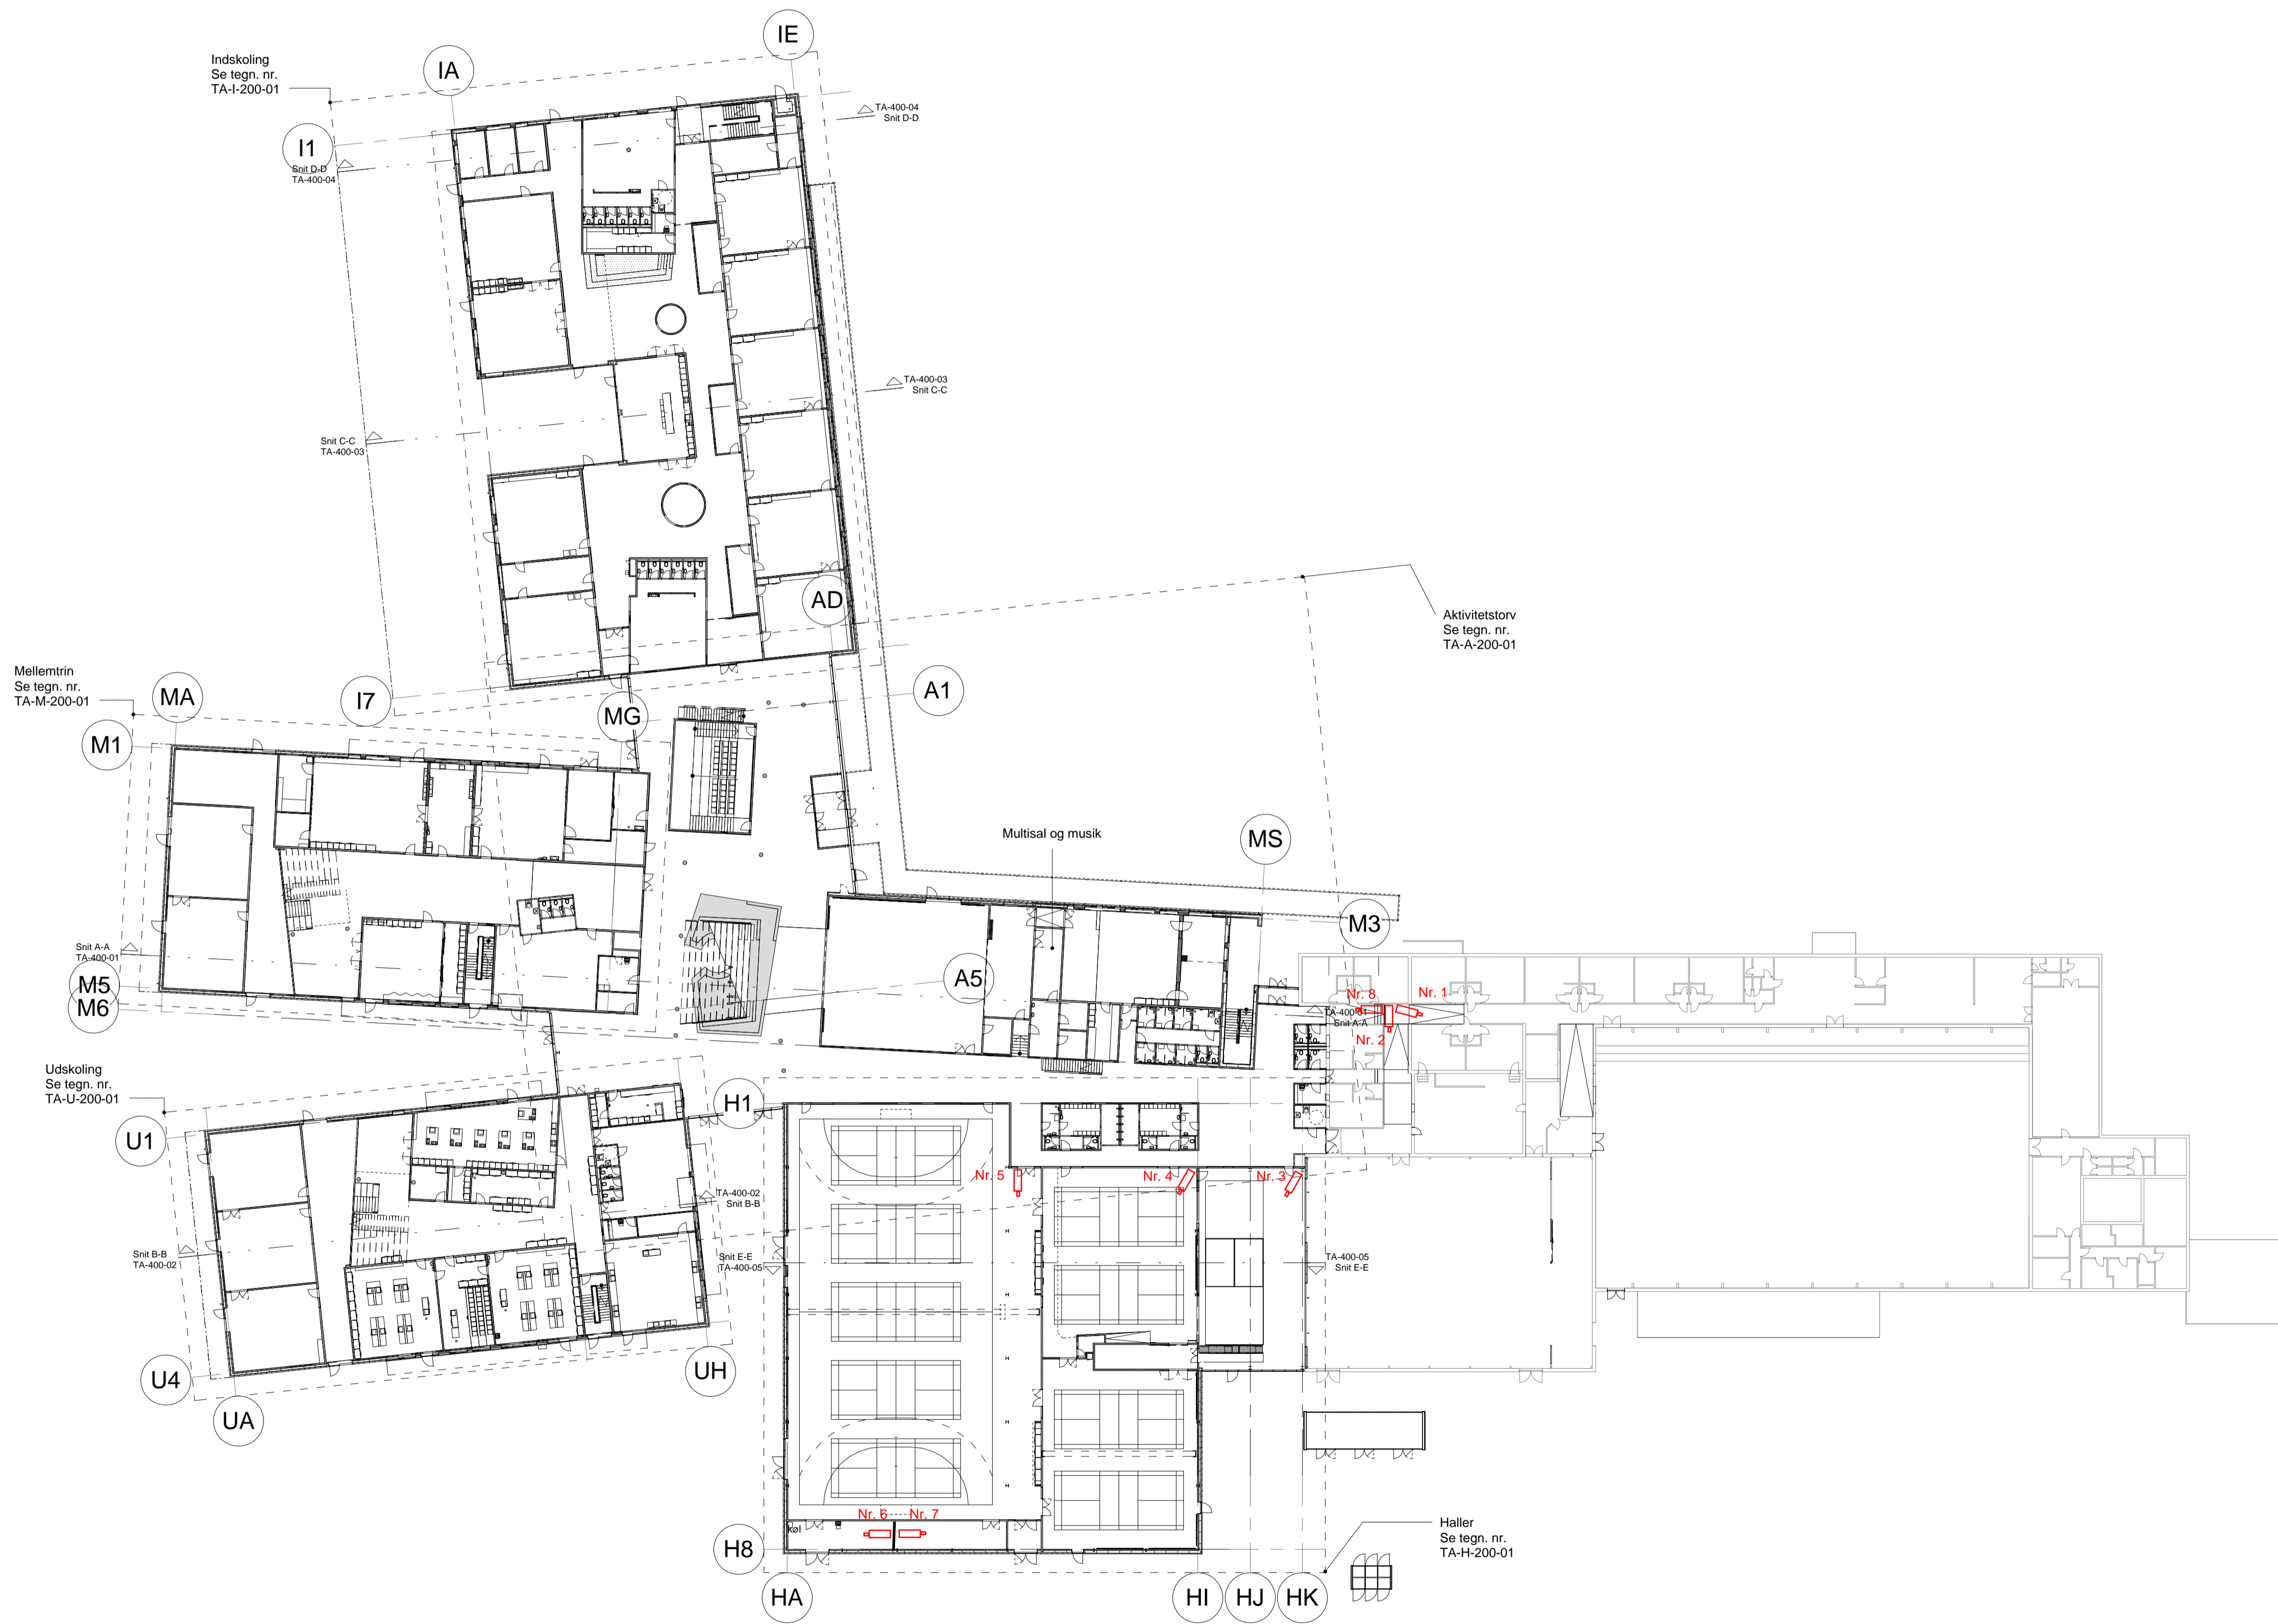 IE
Indskoling
Se tegn. nr.
TA-I-200-01
IA
TA-400-04
Snit D-D
I1
Snit D-D
TA-400-04
TA-400-03
Snit C-C
Snit C-C
TA-400-03
AD
Aktivitetstorv
Se tegn. nr.
TA-A-200-01
Mellemtrin
Se tegn. nr.
TA-M-200-01
MA
I7
MG
A1
M1
Multisal og musik
MS
M3
Snit A-A
TA-400-01
M5
M6
A5
Nr. 8
Nr. 1
TA-400-01
Snit A-A
Nr. 2
Udskoling
Se tegn. nr.
TA-U-200-01
H1
U1
Nr. 5
Nr. 4
Nr. 3
TA-400-02
Snit B-B
Snit B-B
TA-400-02
Snit E-E
TA-400-05
TA-400-05
Snit E-E
UH
U4
UA
Nr. 6
Nr. 7
køl
H8
Haller
Se tegn. nr.
TA-H-200-01
HA
HI
HJ
HK